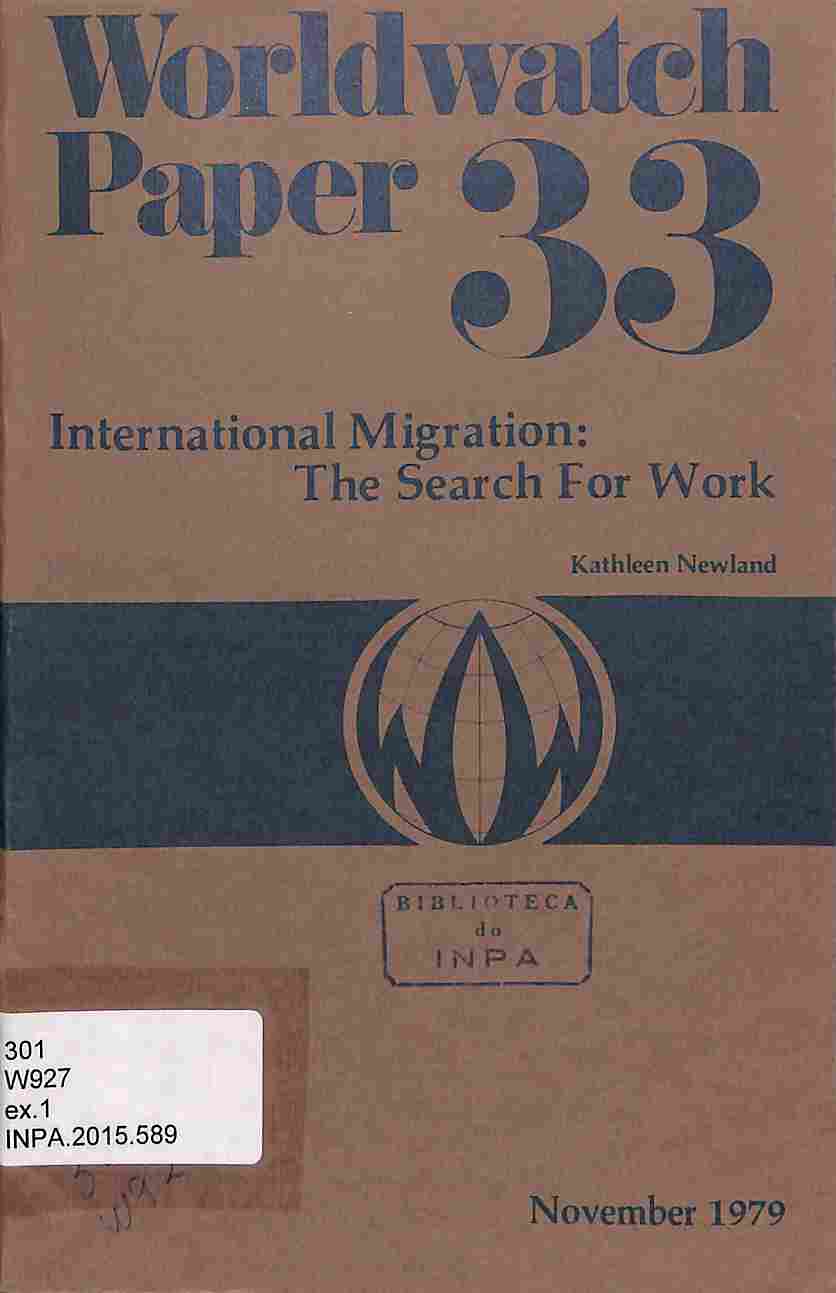 Worldwatch
Paper 33
International Migration:
The Search For Work
Kathleen Newland
BIBLIOTECA
do
INPA
301
W927
ex.1
INPA.2015.589
W92
November 1979